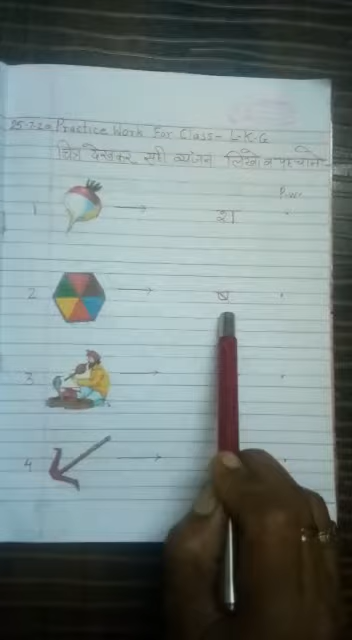 25-7-20 Practice Work For Class- L.K.G
चित्र देखकर सही व्यंजन लिखो व पहचानो
P.W.
1 → श
2 → ष
3 →
4 →